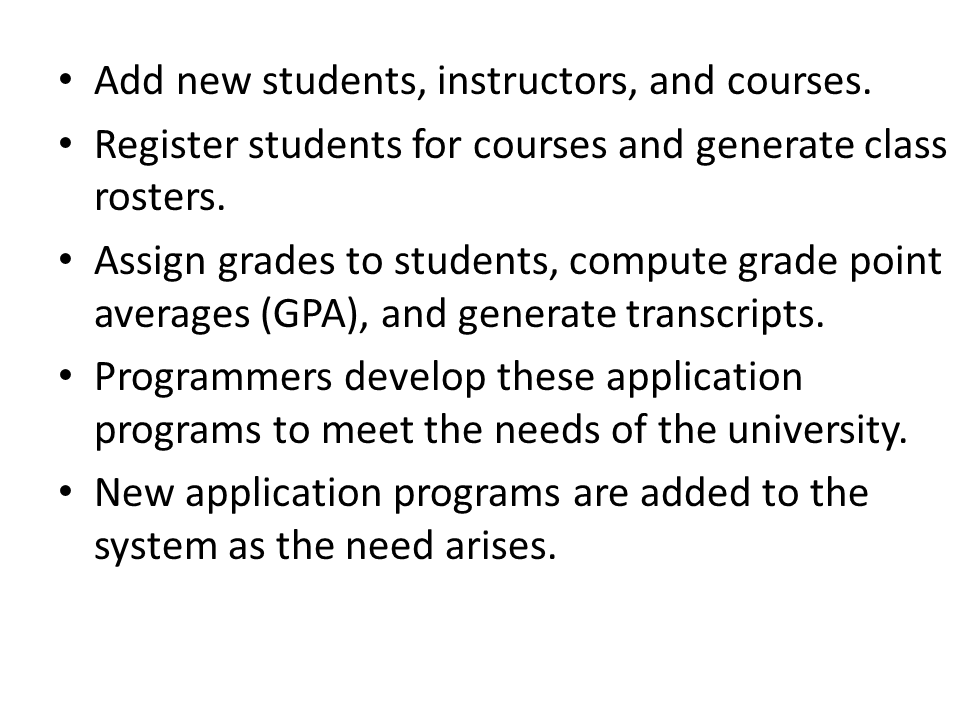 • Add new students, instructors, and courses.
• Register students for courses and generate class
rosters.
• Assign grades to students, compute grade point
averages (GPA), and generate transcripts.
• Programmers develop these application
programs to meet the needs of the university.
• New application programs are added to the
system as the need arises.